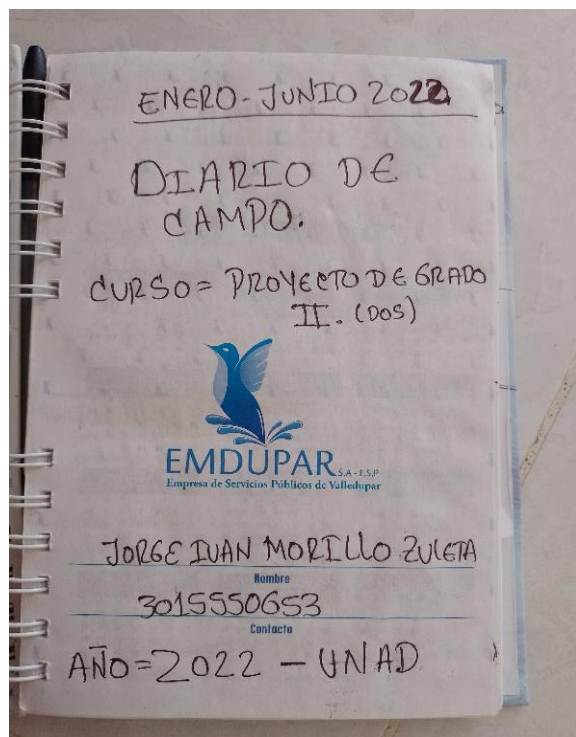 ENERO-JUNIO 2022
DIARIO DE
CAMPO.
CURSO = PROYECTO DE GRADO
II. (DOS)
EMDUPAR S.A - E.S.P
Empresa de Servicios Públicos de Valledupar
JORGE IVAN MORILLO ZULETA
Nombre
3015550653
Contacto
AÑO = 2022 - UNAD